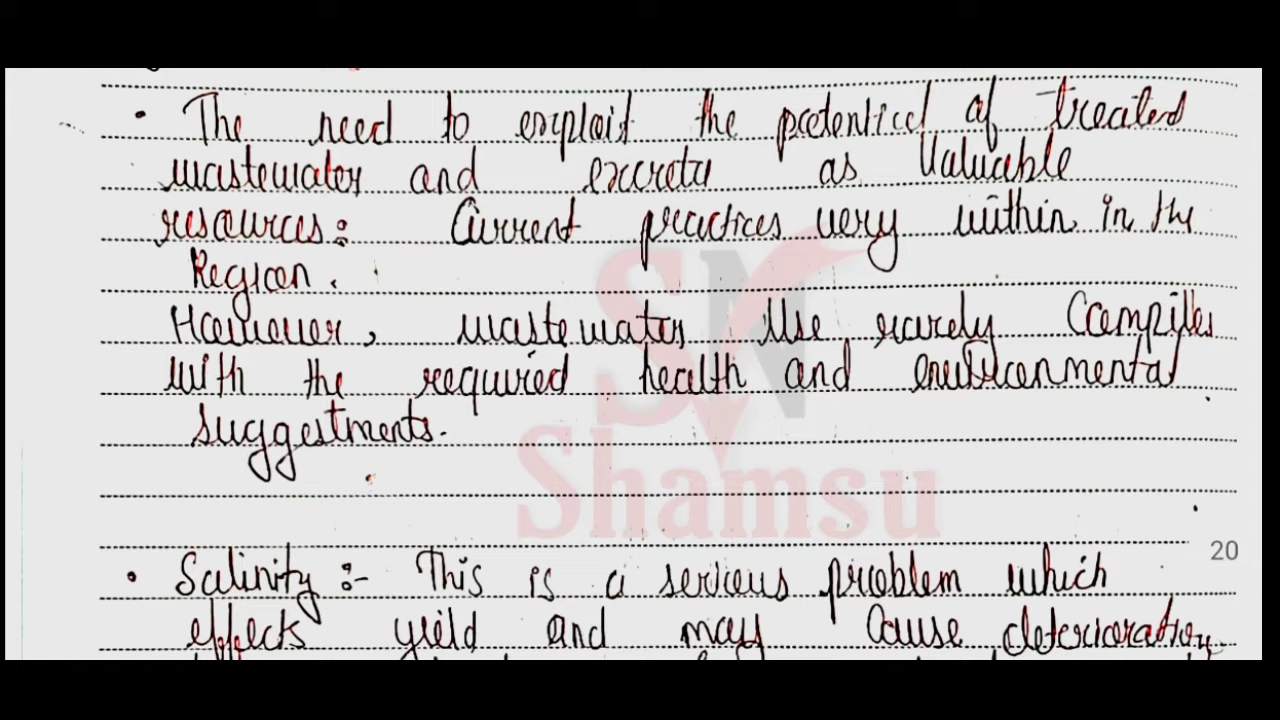 • The need to exploit the potential of treated
wastewater and excreta as Valuable
resources: Current practices very within in the
Region.
However, wastewater Use rarely Complies
with the required health and environmental
suggestments.
SN
Shamsu
20
• Salinity :- This is a serious problem which
effects yield and may Cause deterioration